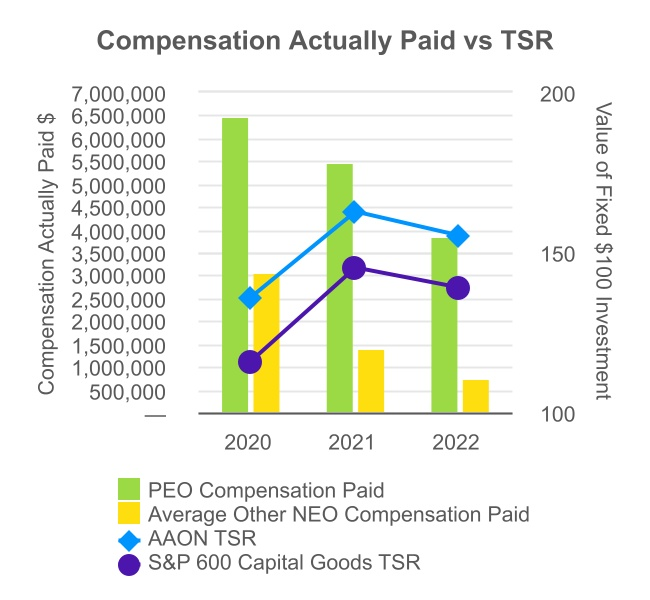 Compensation Actually Paid vs TSR
Compensation Actually Paid $
7,000,000
6,500,000
6,000,000
5,500,000
5,000,000
4,500,000
4,000,000
3,500,000
3,000,000
2,500,000
2,000,000
1,500,000
1,000,000
500,000
—
200
150
100
Value of Fixed $100 Investment
2020 2021 2022
PEO Compensation Paid
Average Other NEO Compensation Paid
AAON TSR
S&P 600 Capital Goods TSR